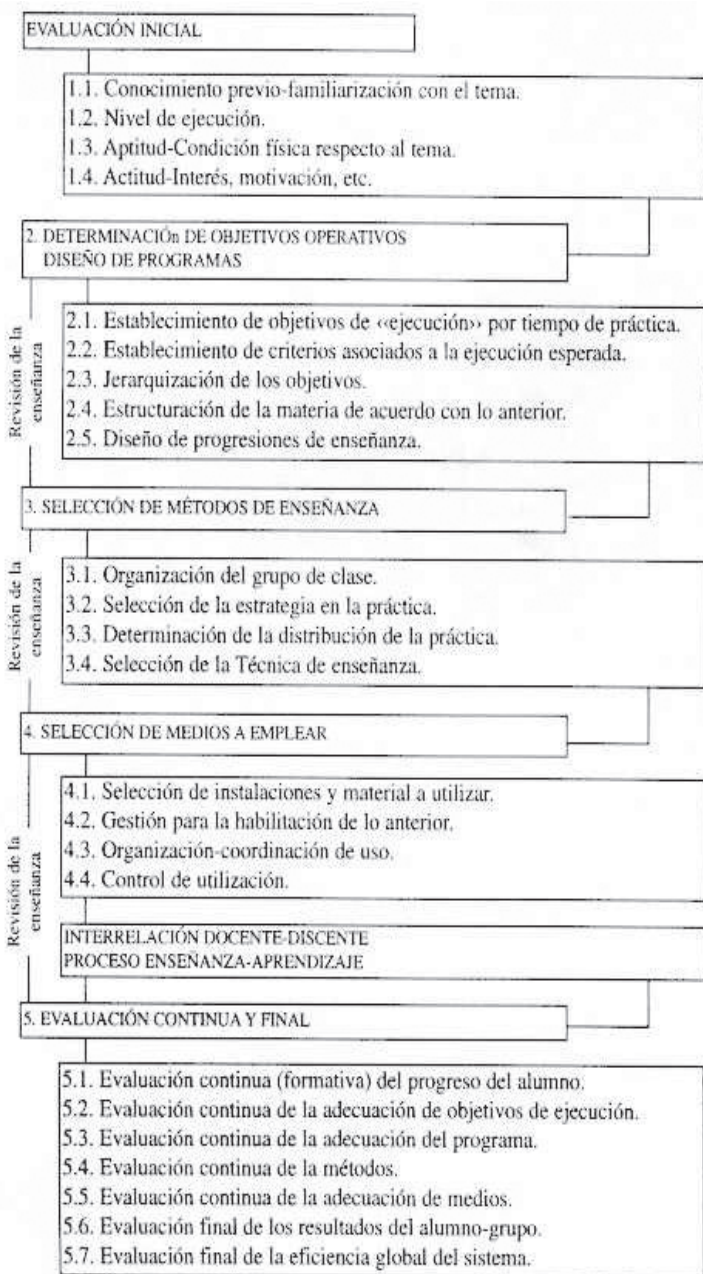 EVALUACIÓN INICIAL
1.1. Conocimiento previo-familiarización con el tema.
1.2. Nivel de ejecución.
1.3. Aptitud-Condición física respecto al tema.
1.4. Actitud-Interés, motivación, etc.
2. DETERMINACIÓn DE OBJETIVOS OPERATIVOS
DISEÑO DE PROGRAMAS
Revisión de la
enseñanza
2.1. Establecimiento de objetivos de «ejecución» por tiempo de práctica.
2.2. Establecimiento de criterios asociados a la ejecución esperada.
2.3. Jerarquización de los objetivos.
2.4. Estructuración de la materia de acuerdo con lo anterior.
2.5. Diseño de progresiones de enseñanza.
3. SELECCIÓN DE MÉTODOS DE ENSEÑANZA
Revisión de la
enseñanza
3.1. Organización del grupo de clase.
3.2. Selección de la estrategia en la práctica.
3.3. Determinación de la distribución de la práctica.
3.4. Selección de la Técnica de enseñanza.
4. SELECCIÓN DE MEDIOS A EMPLEAR
Revisión de la
enseñanza
4.1. Selección de instalaciones y material a utilizar.
4.2. Gestión para la habilitación de lo anterior.
4.3. Organización-coordinación de uso.
4.4. Control de utilización.
INTERRELACIÓN DOCENTE-DISCENTE
PROCESO ENSEÑANZA-APRENDIZAJE
5. EVALUACIÓN CONTINUA Y FINAL
5.1. Evaluación continua (formativa) del progreso del alumno.
5.2. Evaluación continua de la adecuación de objetivos de ejecución.
5.3. Evaluación continua de la adecuación del programa.
5.4. Evaluación continua de la métodos.
5.5. Evaluación continua de la adecuación de medios.
5.6. Evaluación final de los resultados del alumno-grupo.
5.7. Evaluación final de la eficiencia global del sistema.